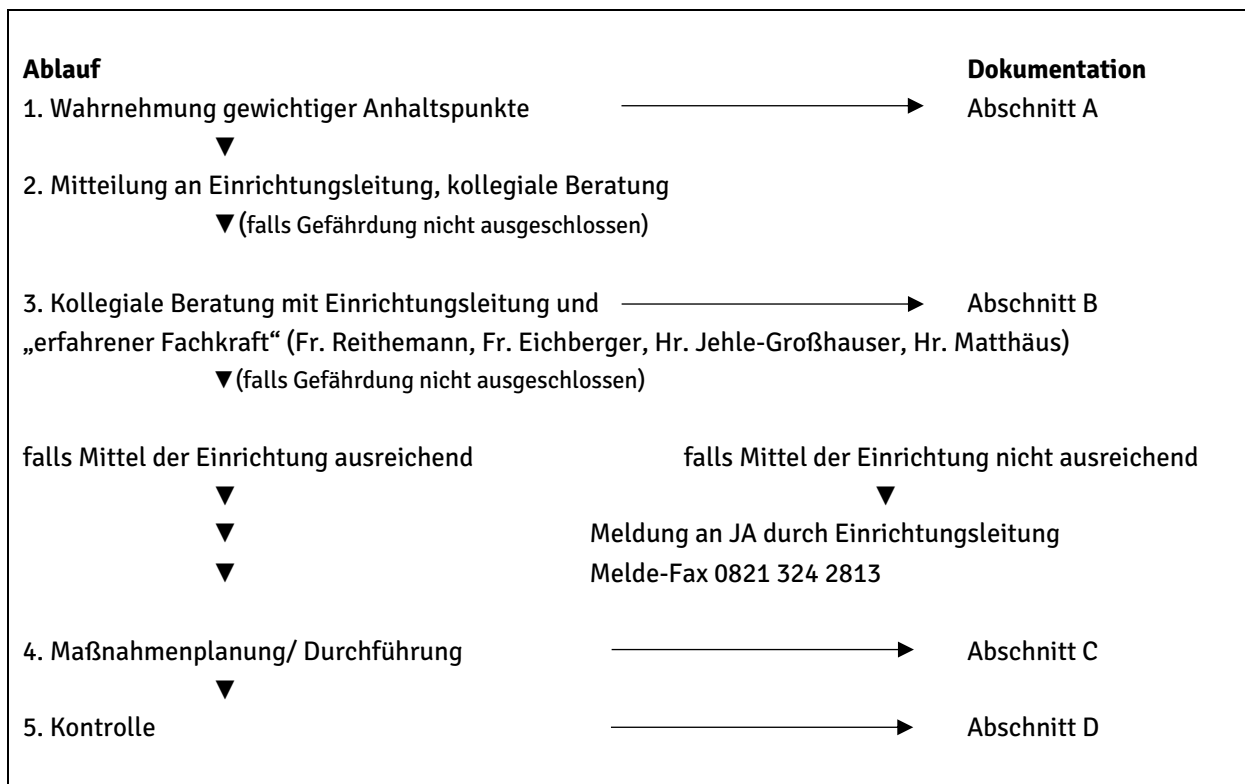 Ablauf Dokumentation
1. Wahrnehmung gewichtiger Anhaltspunkte Abschnitt A
2. Mitteilung an Einrichtungsleitung, kollegiale Beratung
(falls Gefährdung nicht ausgeschlossen)
3. Kollegiale Beratung mit Einrichtungsleitung und Abschnitt B
„erfahrener Fachkraft“ (Fr. Reithemann, Fr. Eichberger, Hr. Jehle-Großhauser, Hr. Matthäus)
(falls Gefährdung nicht ausgeschlossen)
falls Mittel der Einrichtung ausreichend falls Mittel der Einrichtung nicht ausreichend
Meldung an JA durch Einrichtungsleitung
Melde-Fax 0821 324 2813
4. Maßnahmenplanung/ Durchführung Abschnitt C
5. Kontrolle Abschnitt D